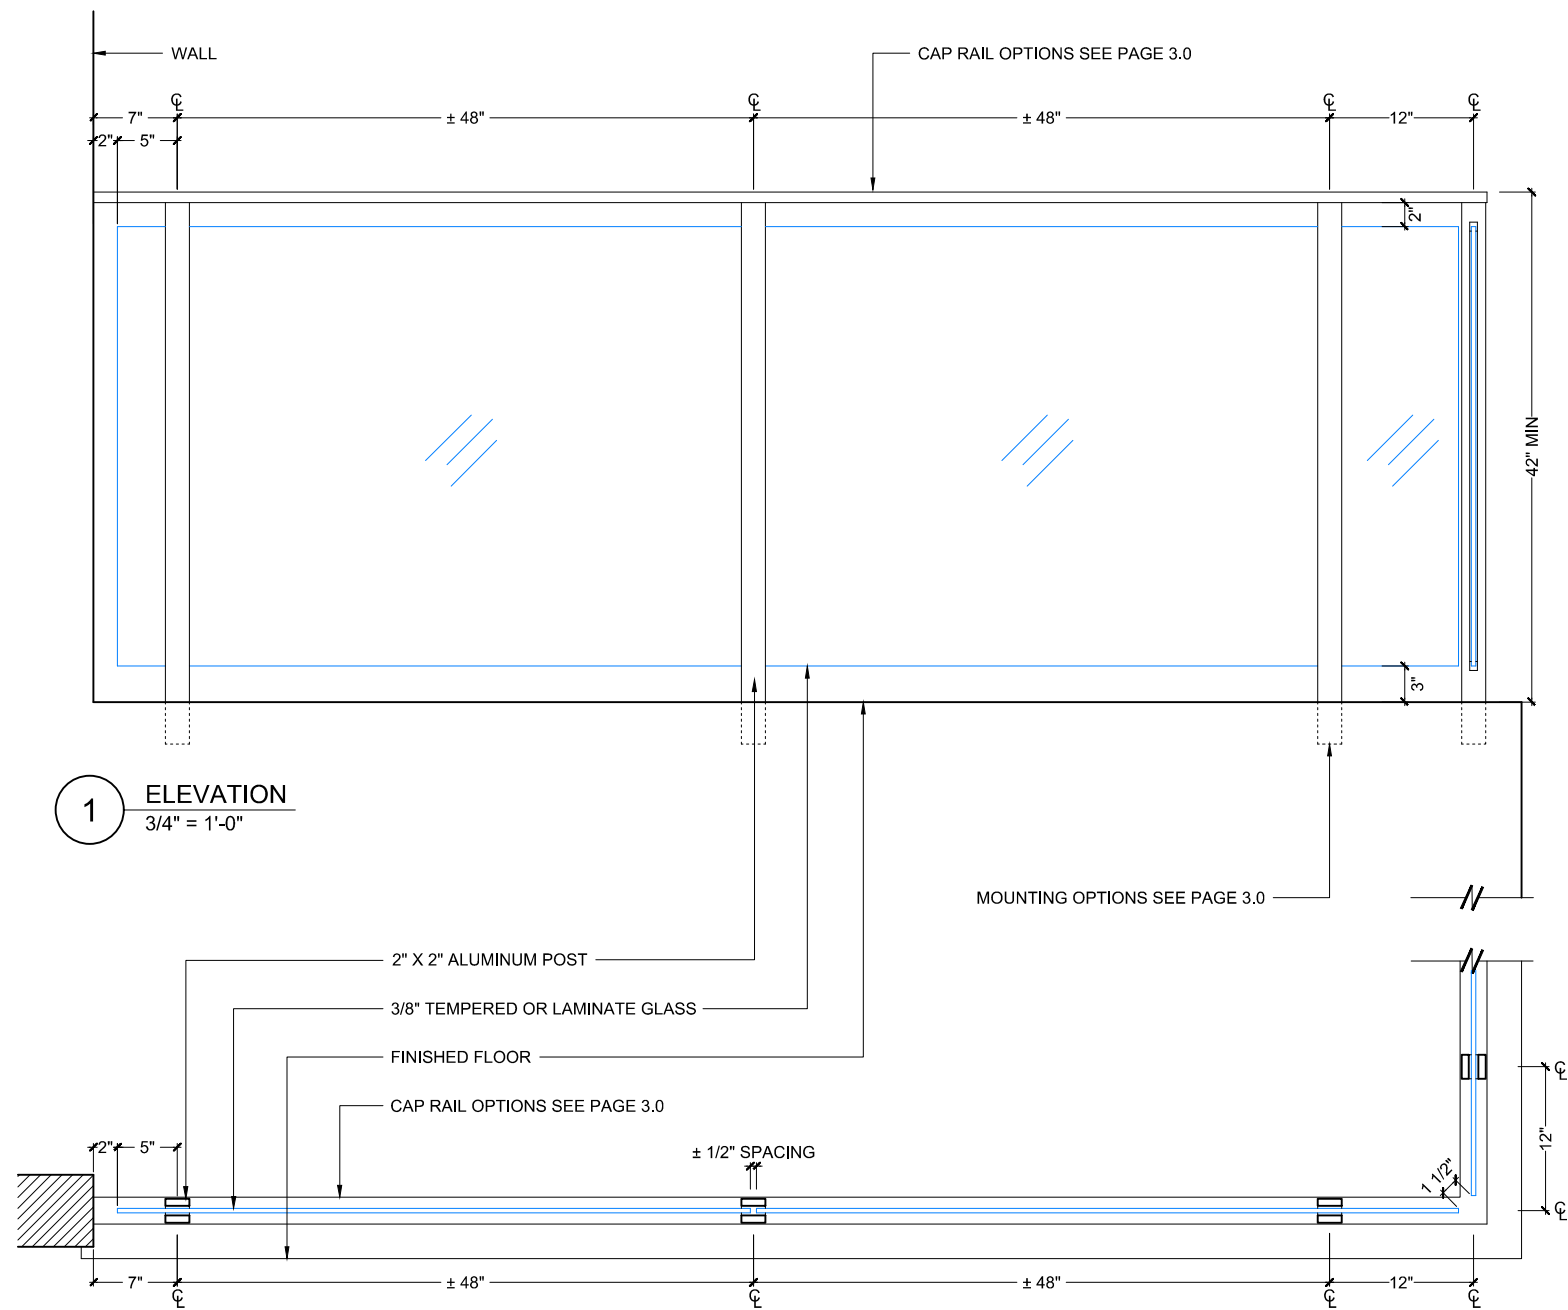 WALL
CAP RAIL OPTIONS SEE PAGE 3.0
℄ ℄ ℄ ℄
7" ± 48" ± 48" 12"
2" 5"
2"
42" MIN
3"
1 ELEVATION
3/4" = 1'-0"
MOUNTING OPTIONS SEE PAGE 3.0
2" X 2" ALUMINUM POST
3/8" TEMPERED OR LAMINATE GLASS
FINISHED FLOOR
℄
CAP RAIL OPTIONS SEE PAGE 3.0
12"
2" 5"
± 1/2" SPACING
1 1/2"
℄
7" ± 48" ± 48" 12"
℄ ℄ ℄ ℄